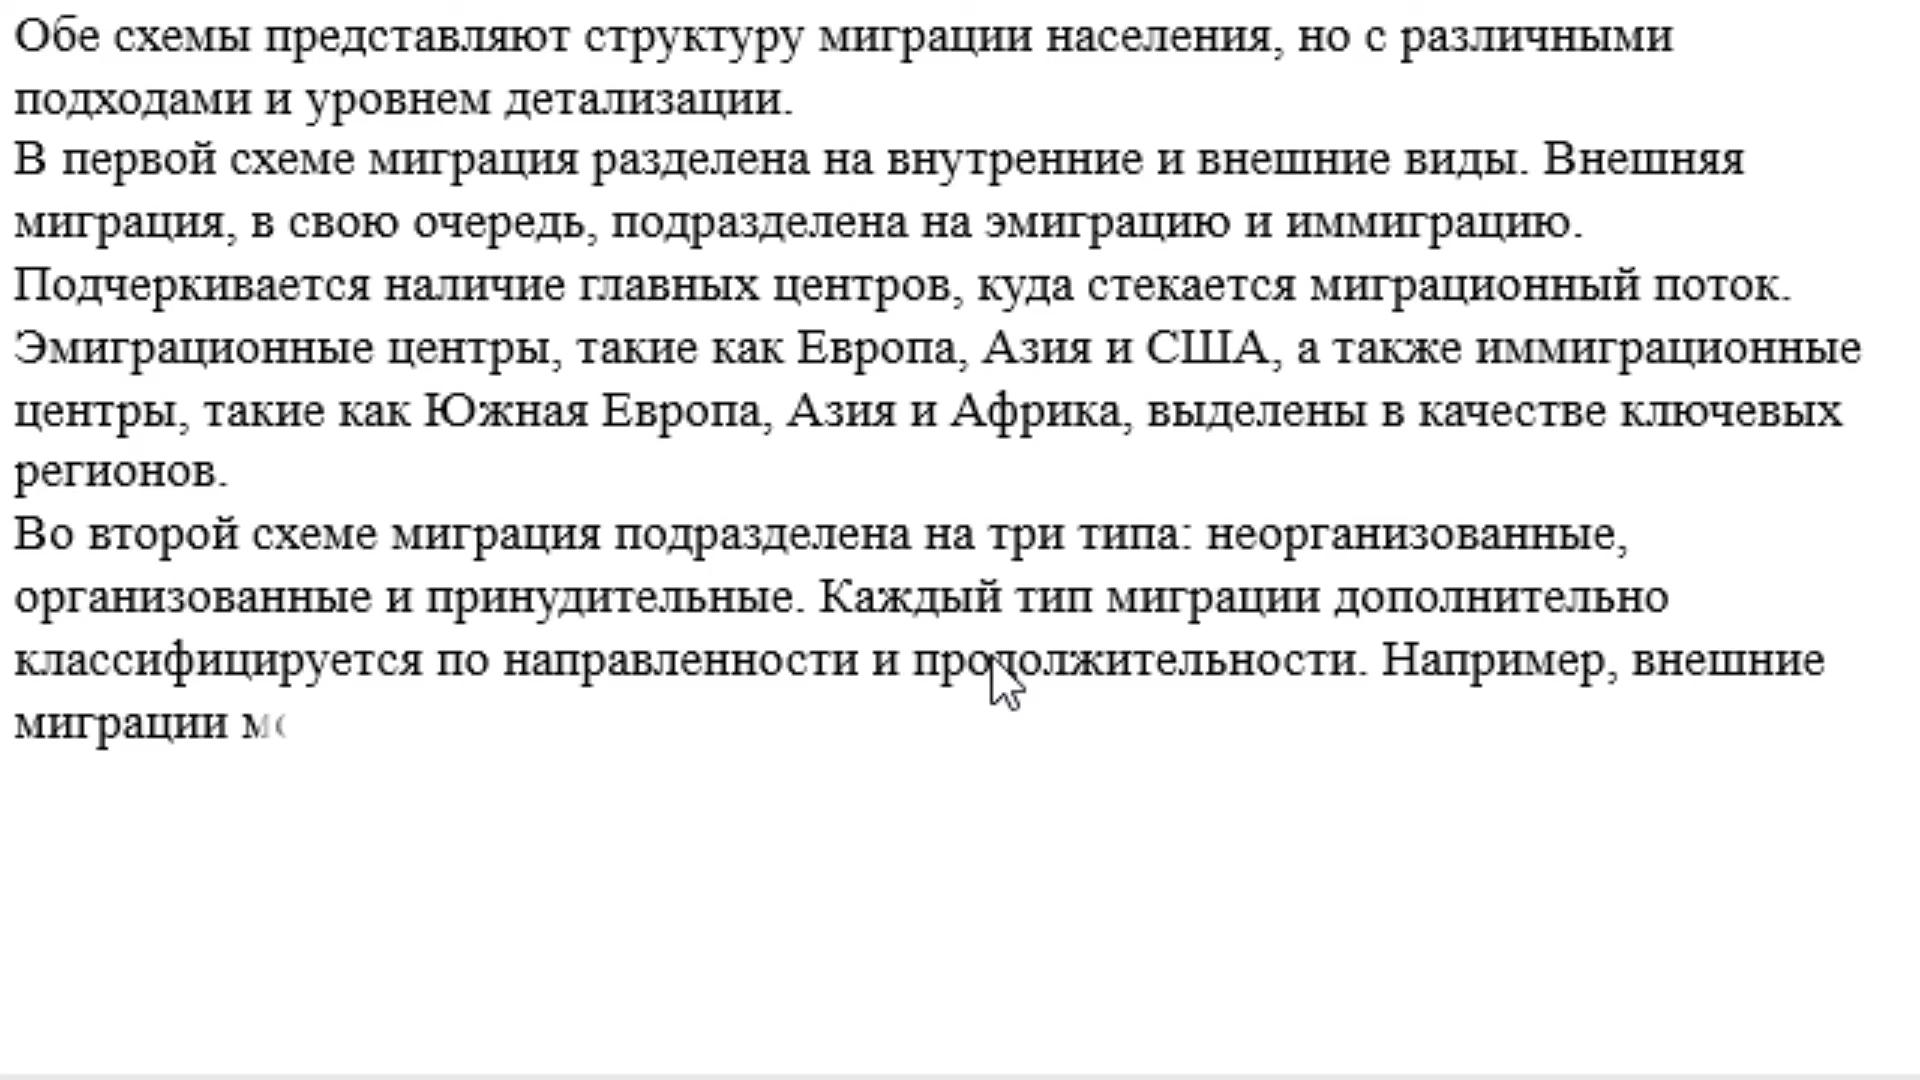 Обе схемы представляют структуру миграции населения, но с различными
подходами и уровнем детализации.
В первой схеме миграция разделена на внутренние и внешние виды. Внешняя
миграция, в свою очередь, подразделена на эмиграцию и иммиграцию.
Подчеркивается наличие главных центров, куда стекается миграционный поток.
Эмиграционные центры, такие как Европа, Азия и США, а также иммиграционные
центры, такие как Южная Европа, Азия и Африка, выделены в качестве ключевых
регионов.
Во второй схеме миграция подразделена на три типа: неорганизованные,
организованные и принудительные. Каждый тип миграции дополнительно
классифицируется по направленности и продолжительности. Например, внешние
миграции